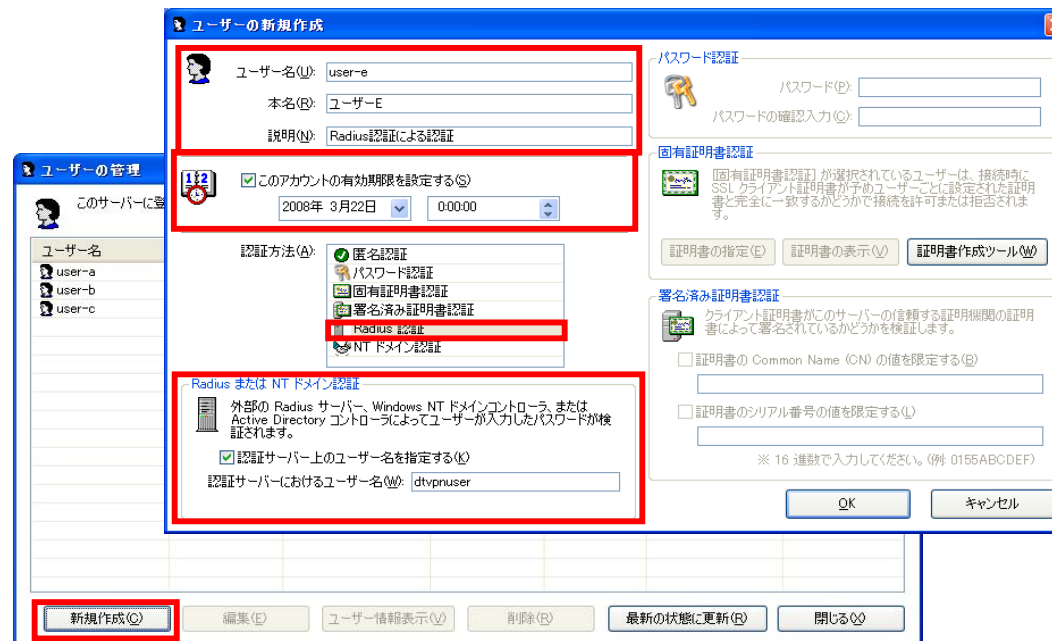 ユーザーの新規作成
ユーザー名(U): user-e
本名(R): ユーザーE
説明(N): Radius認証による認証
このアカウントの有効期限を設定する(S)
2008年 3月22日 0:00:00
認証方法(A):
匿名認証
パスワード認証
固有証明書認証
署名済み証明書認証
Radius 認証
NT ドメイン認証
Radius または NT ドメイン認証
外部の Radius サーバー、Windows NT ドメインコントローラ、または
Active Directory コントローラによってユーザーが入力したパスワードが検
証されます。
認証サーバー上のユーザー名を指定する(K)
認証サーバーにおけるユーザー名(W): dtvpnuser
パスワード認証
パスワード(P):
パスワードの確認入力(C):
固有証明書認証
[固有証明書認証] が選択されているユーザーは、接続時に
SSL クライアント証明書が予めユーザーごとに設定された証明
書と完全に一致するかどうかで接続を許可または拒否されま
す。
証明書の指定(E) 証明書の表示(V) 証明書作成ツール(M)
署名済み証明書認証
クライアント証明書がこのサーバーの信頼する証明機関の証明
書によって署名されているかどうかを検証します。
証明書の Common Name (CN) の値を限定する(B)
証明書のシリアル番号の値を限定する(L)
※ 16 進数で入力してください。(例: 0155ABCDEF)
OK キャンセル
ユーザーの管理
このサーバーに登
ユーザー名
user-a
user-b
user-c
新規作成(C) 編集(E) ユーザー情報表示(V) 削除(R) 最新の状態に更新(R) 閉じる(X)